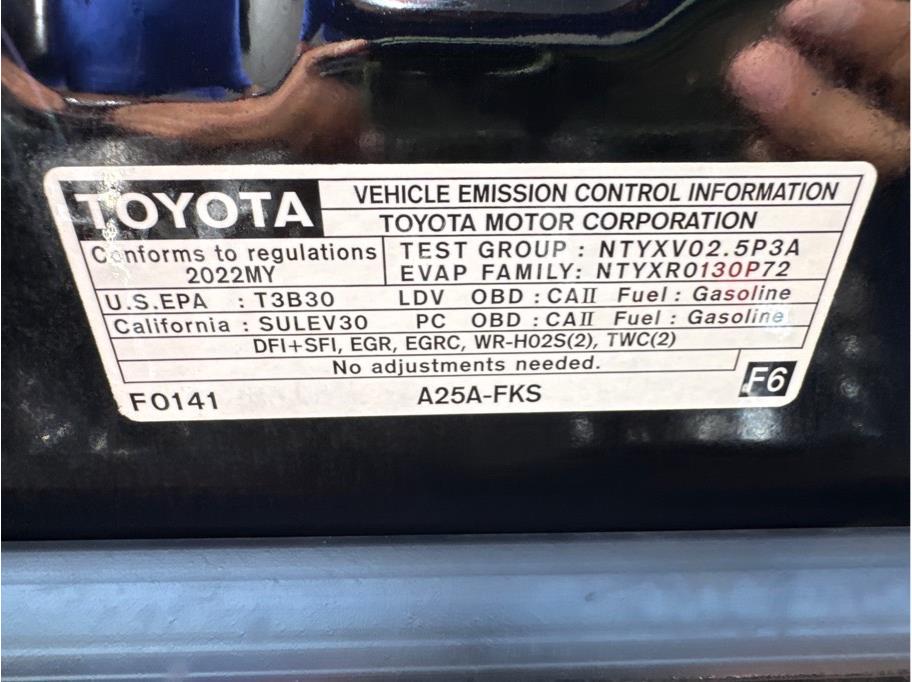 TOYOTA
VEHICLE EMISSION CONTROL INFORMATION
TOYOTA MOTOR CORPORATION
Conforms to regulations
2022MY
TEST GROUP : NTYXV02.5P3A
EVAP FAMILY: NTYXR0130P72
U.S.EPA : T3B30 LDV OBD : CAII Fuel : Gasoline
California : SULEV30 PC OBD : CAII Fuel : Gasoline
DFI+SFI, EGR, EGRC, WR-HO2S(2), TWC(2)
No adjustments needed.
F0141 A25A-FKS F6